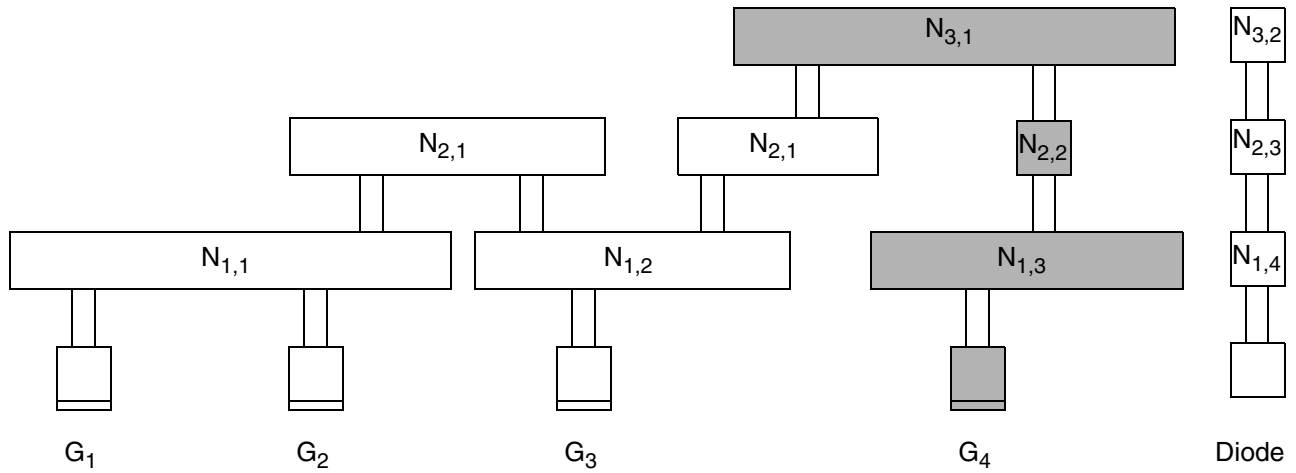 N3,1 N3,2
N2,1 N2,1 N2,2 N2,3
N1,1 N1,2 N1,3 N1,4
G1 G2 G3 G4 Diode